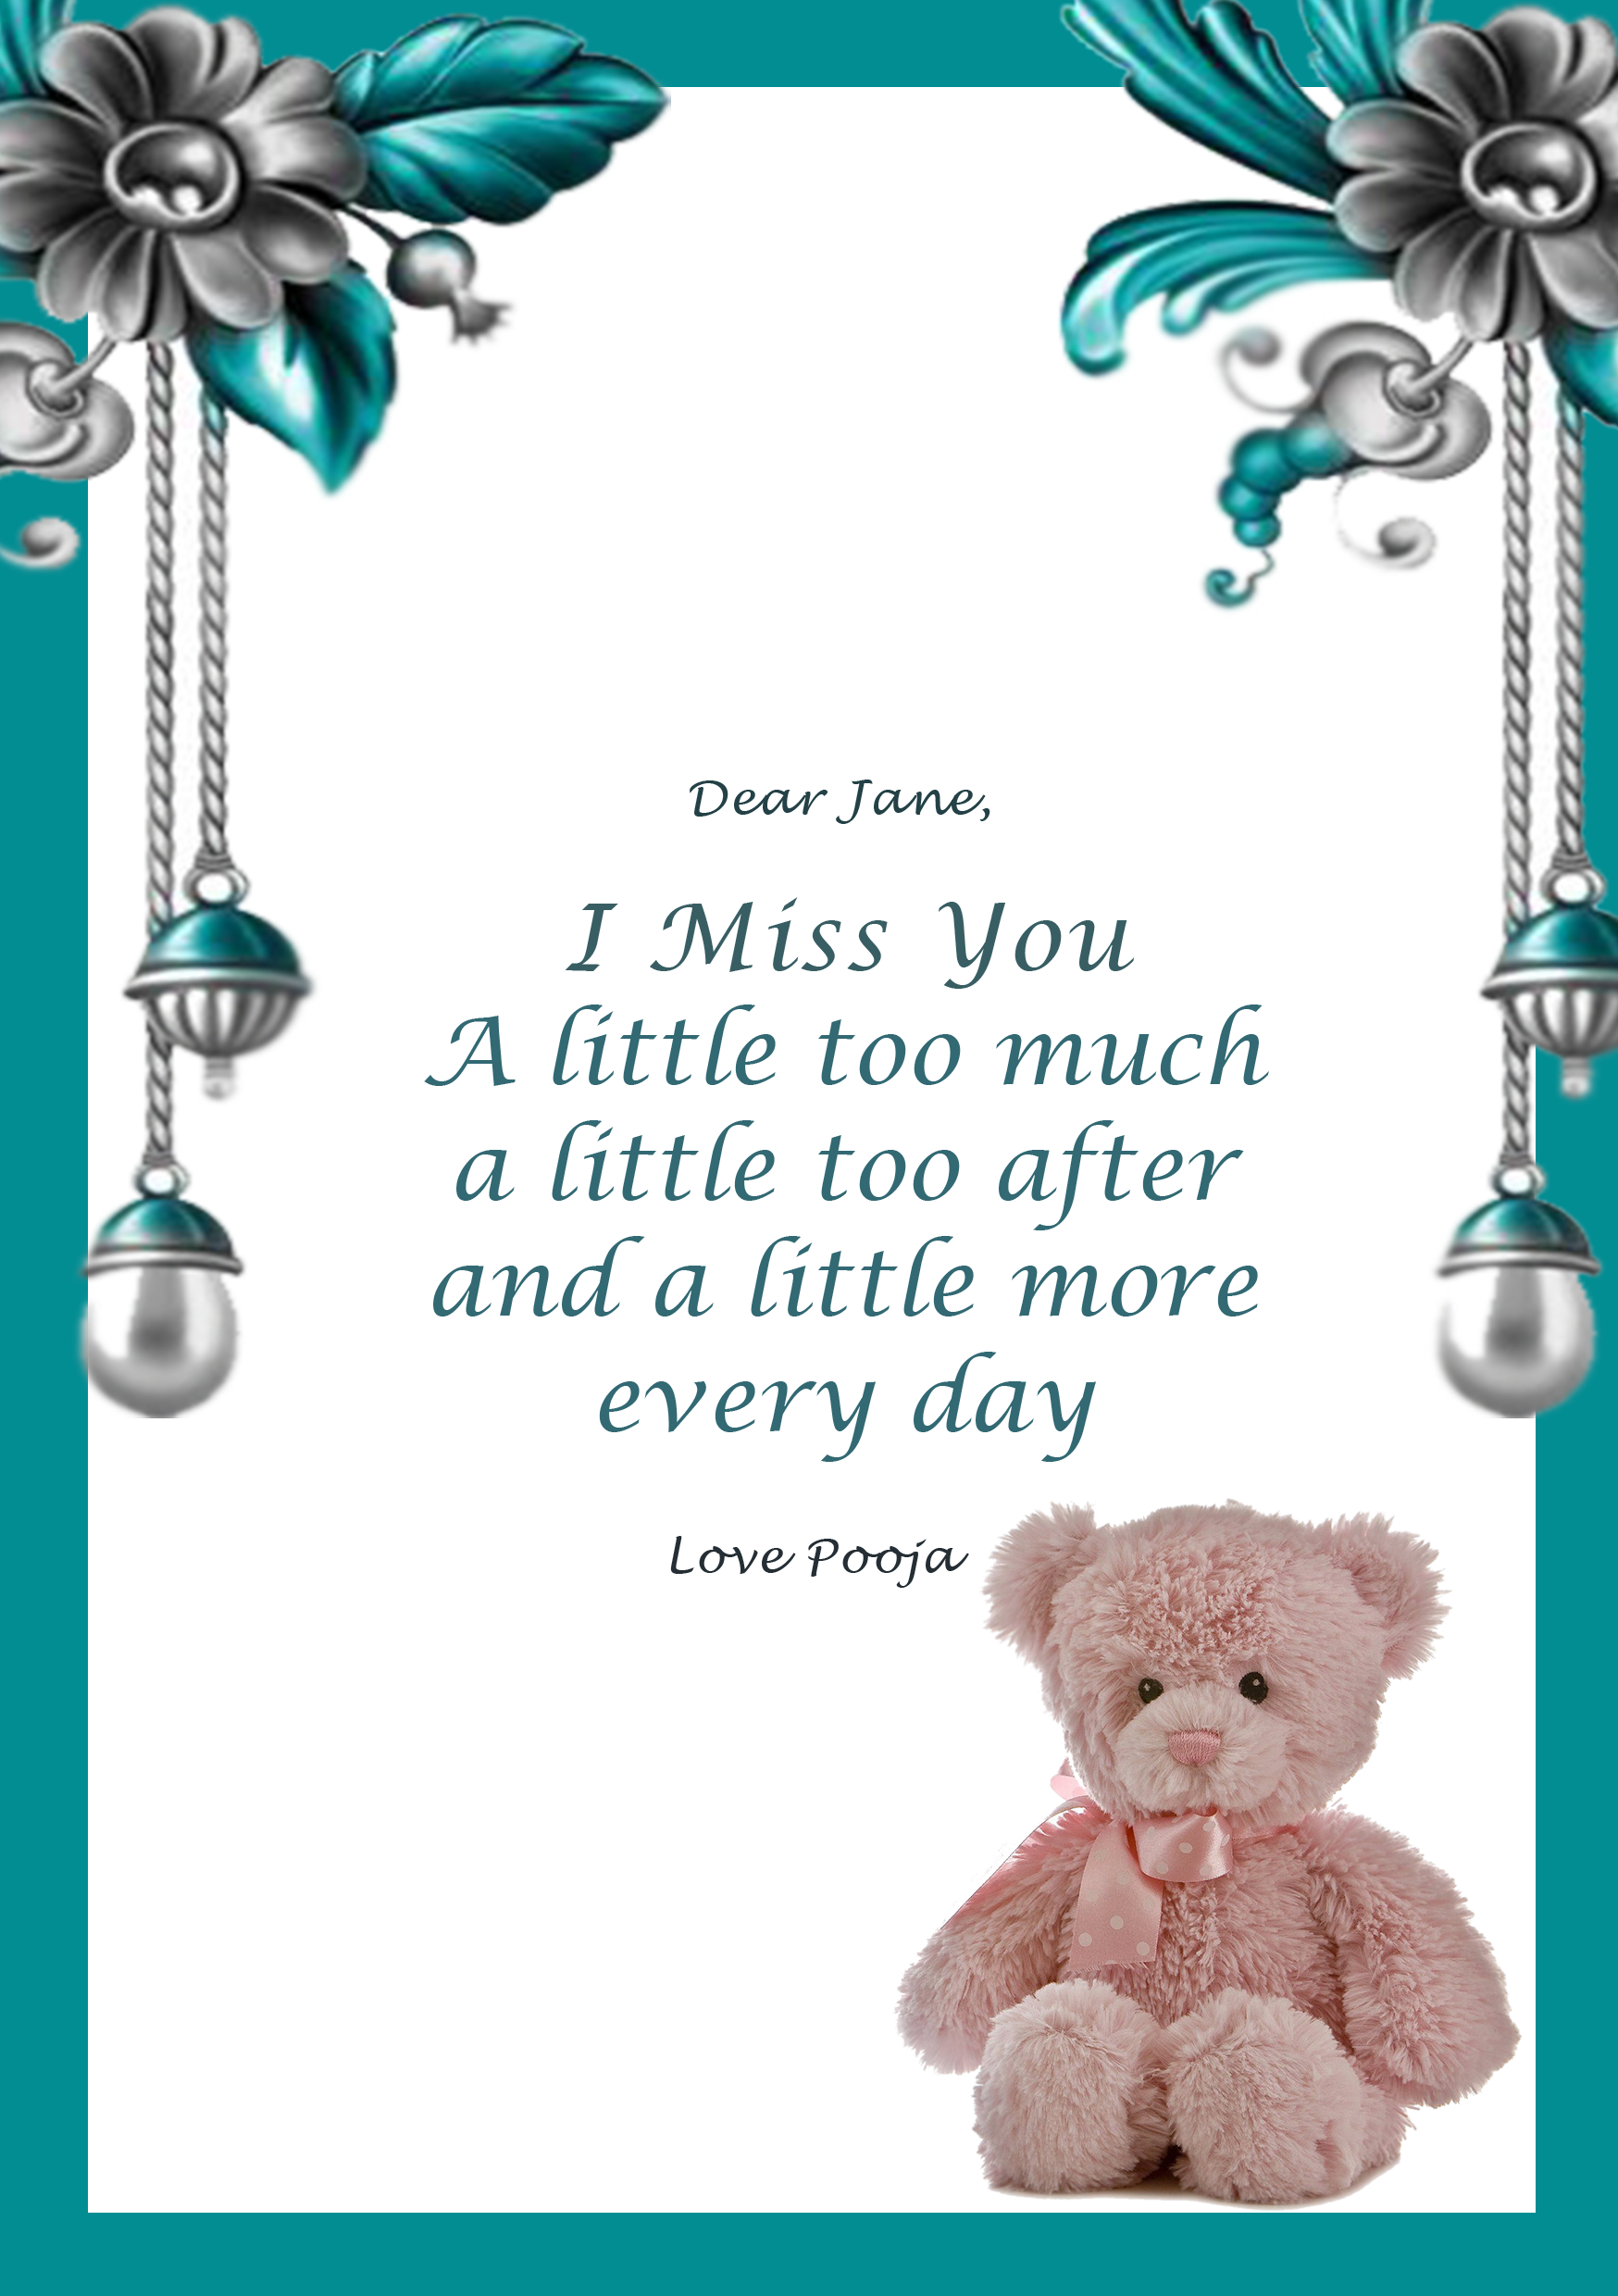 Dear Jane,
I Miss You
A little too much
a little too after
and a little more
every day
Love Pooja